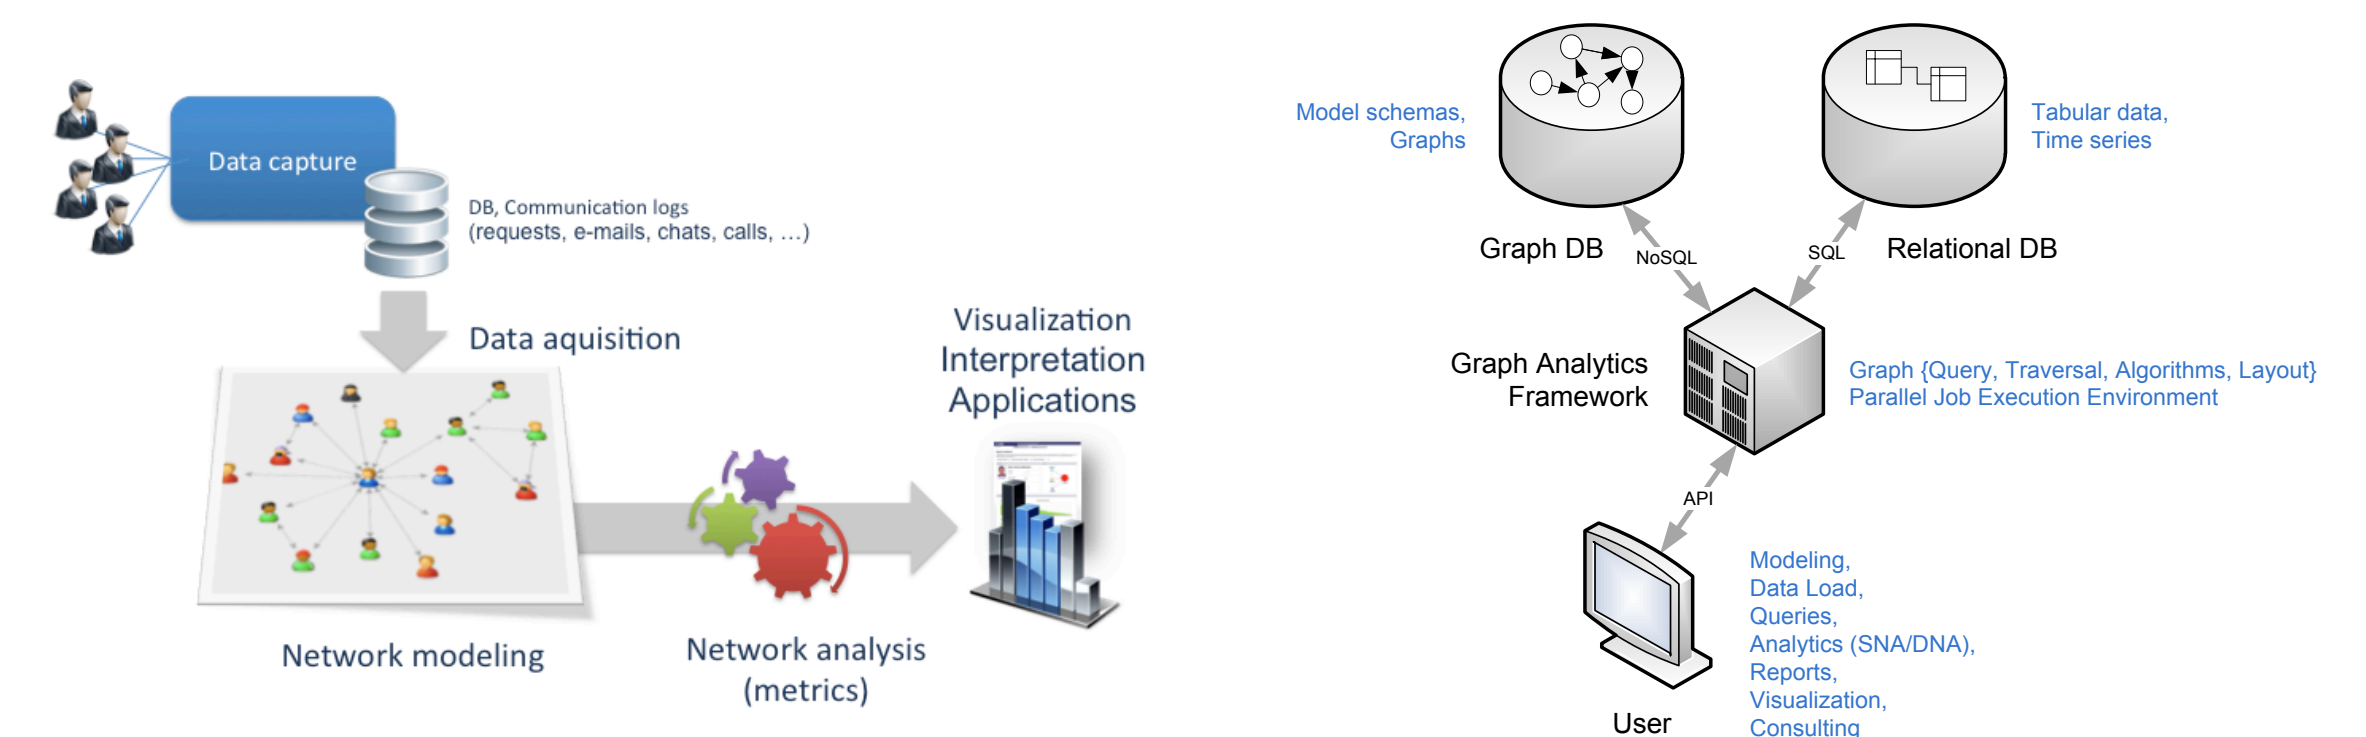 Data capture
DB, Communication logs
(requests, e-mails, chats, calls, …)
Data aquisition
Visualization
Interpretation
Applications
Network modeling
Network analysis
(metrics)
Model schemas,
Graphs
Tabular data,
Time series
Graph DB
NoSQL
SQL
Relational DB
Graph Analytics
Framework
Graph {Query, Traversal, Algorithms, Layout}
Parallel Job Execution Environment
API
Modeling,
Data Load,
Queries,
Analytics (SNA/DNA),
Reports,
Visualization,
Consulting
User